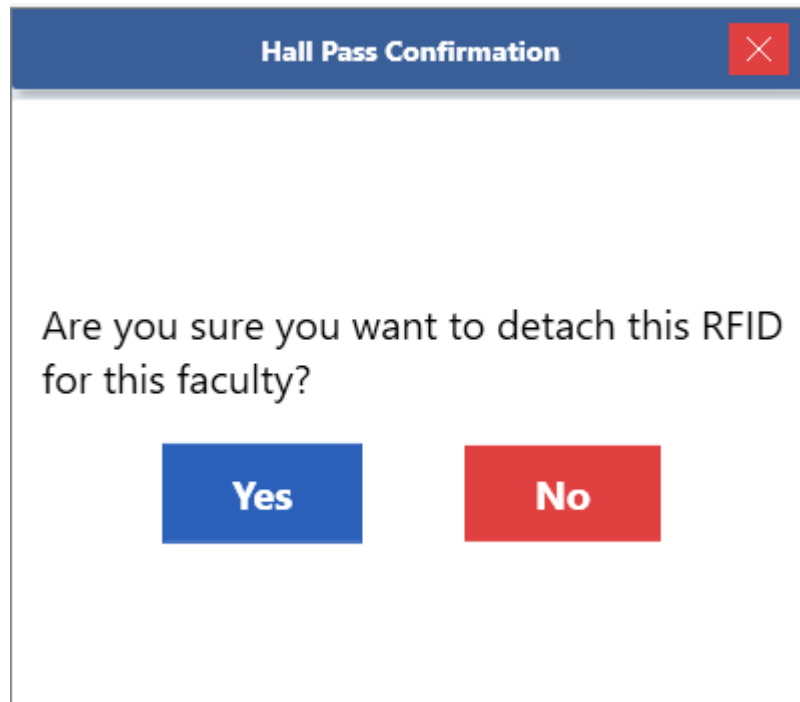 Hall Pass Confirmation
Are you sure you want to detach this RFID
for this faculty?
Yes
No